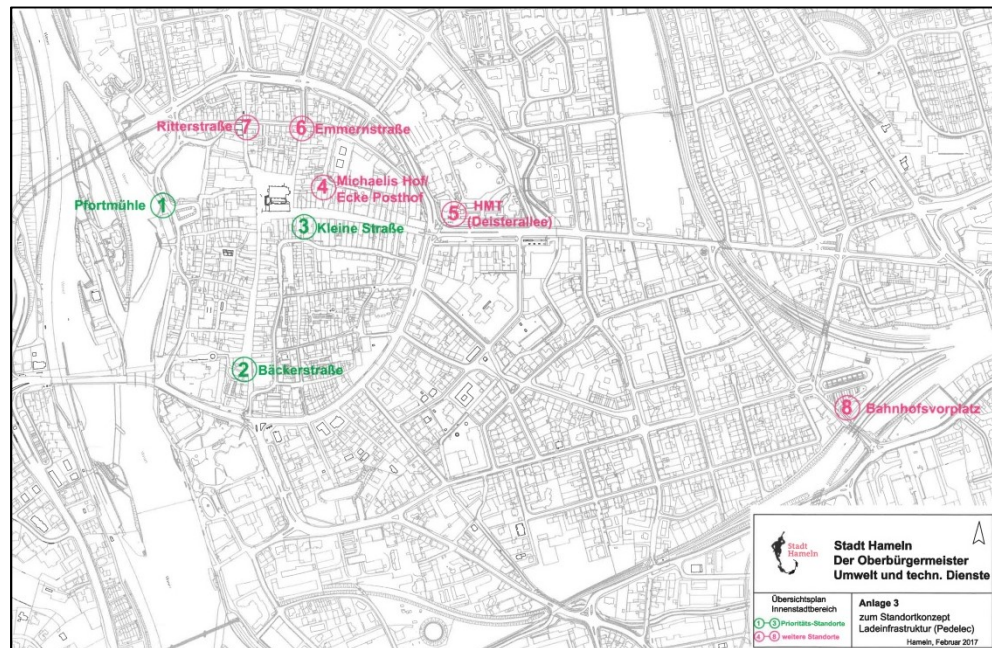 Ritterstraße 7
6 Emmernstraße
4 Michaelis Hof/
Ecke Posthof
Pfortmühle 1
5 HMT
(Deisterallee)
3 Kleine Straße
2 Bäckerstraße
8 Bahnhofsvorplatz
Stadt
Hameln
Stadt Hameln
Der Oberbürgermeister
Umwelt und techn. Dienste
Übersichtsplan
Innenstadtbereich
1-3 Prioritäts-Standorte
4-8 weitere Standorte
Anlage 3
zum Standortkonzept
Ladeinfrastruktur (Pedelec)
Hameln, Februar 2017